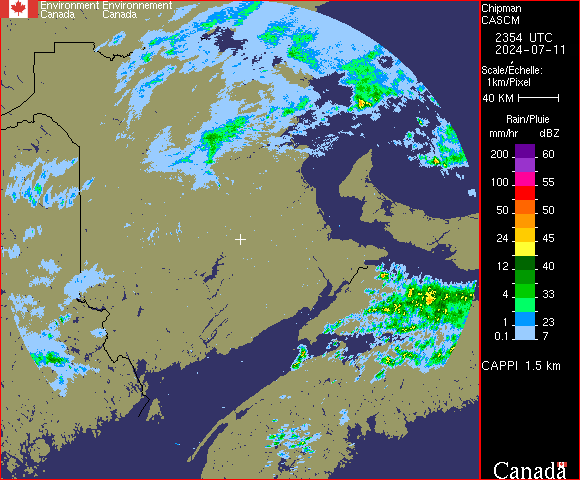 Environment Environnement
Canada Canada
Chipman
CASCM
2354 UTC
2024-07-11
Scale/Échelle:
1km/Pixel
40 KM
Rain/Pluie
mm/hr dBZ
200 60
100 55
50 50
24 45
12 40
4 33
1 23
0.1 7
CAPPI 1.5 km
Canada